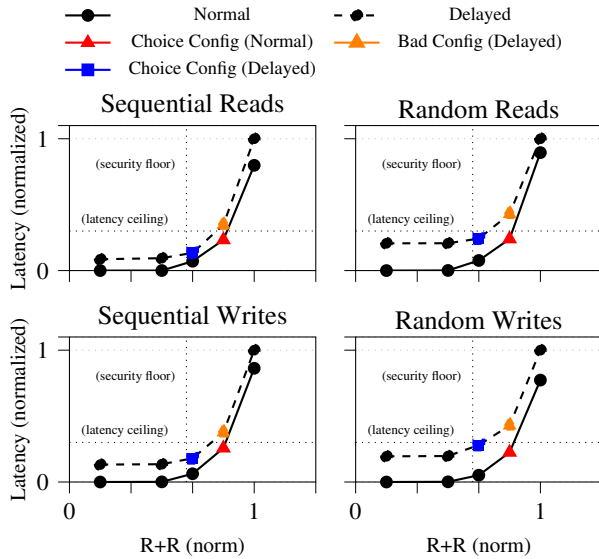 Normal Delayed
Choice Config (Normal) Bad Config (Delayed)
Choice Config (Delayed)
Sequential Reads Random Reads
Latency (normalized)
1 1
(security floor) (security floor)
(latency ceiling) (latency ceiling)
0 0
Sequential Writes Random Writes
Latency (normalized)
1 1
(security floor) (security floor)
(latency ceiling) (latency ceiling)
0 0
0 1 0 1
R+R (norm) R+R (norm)